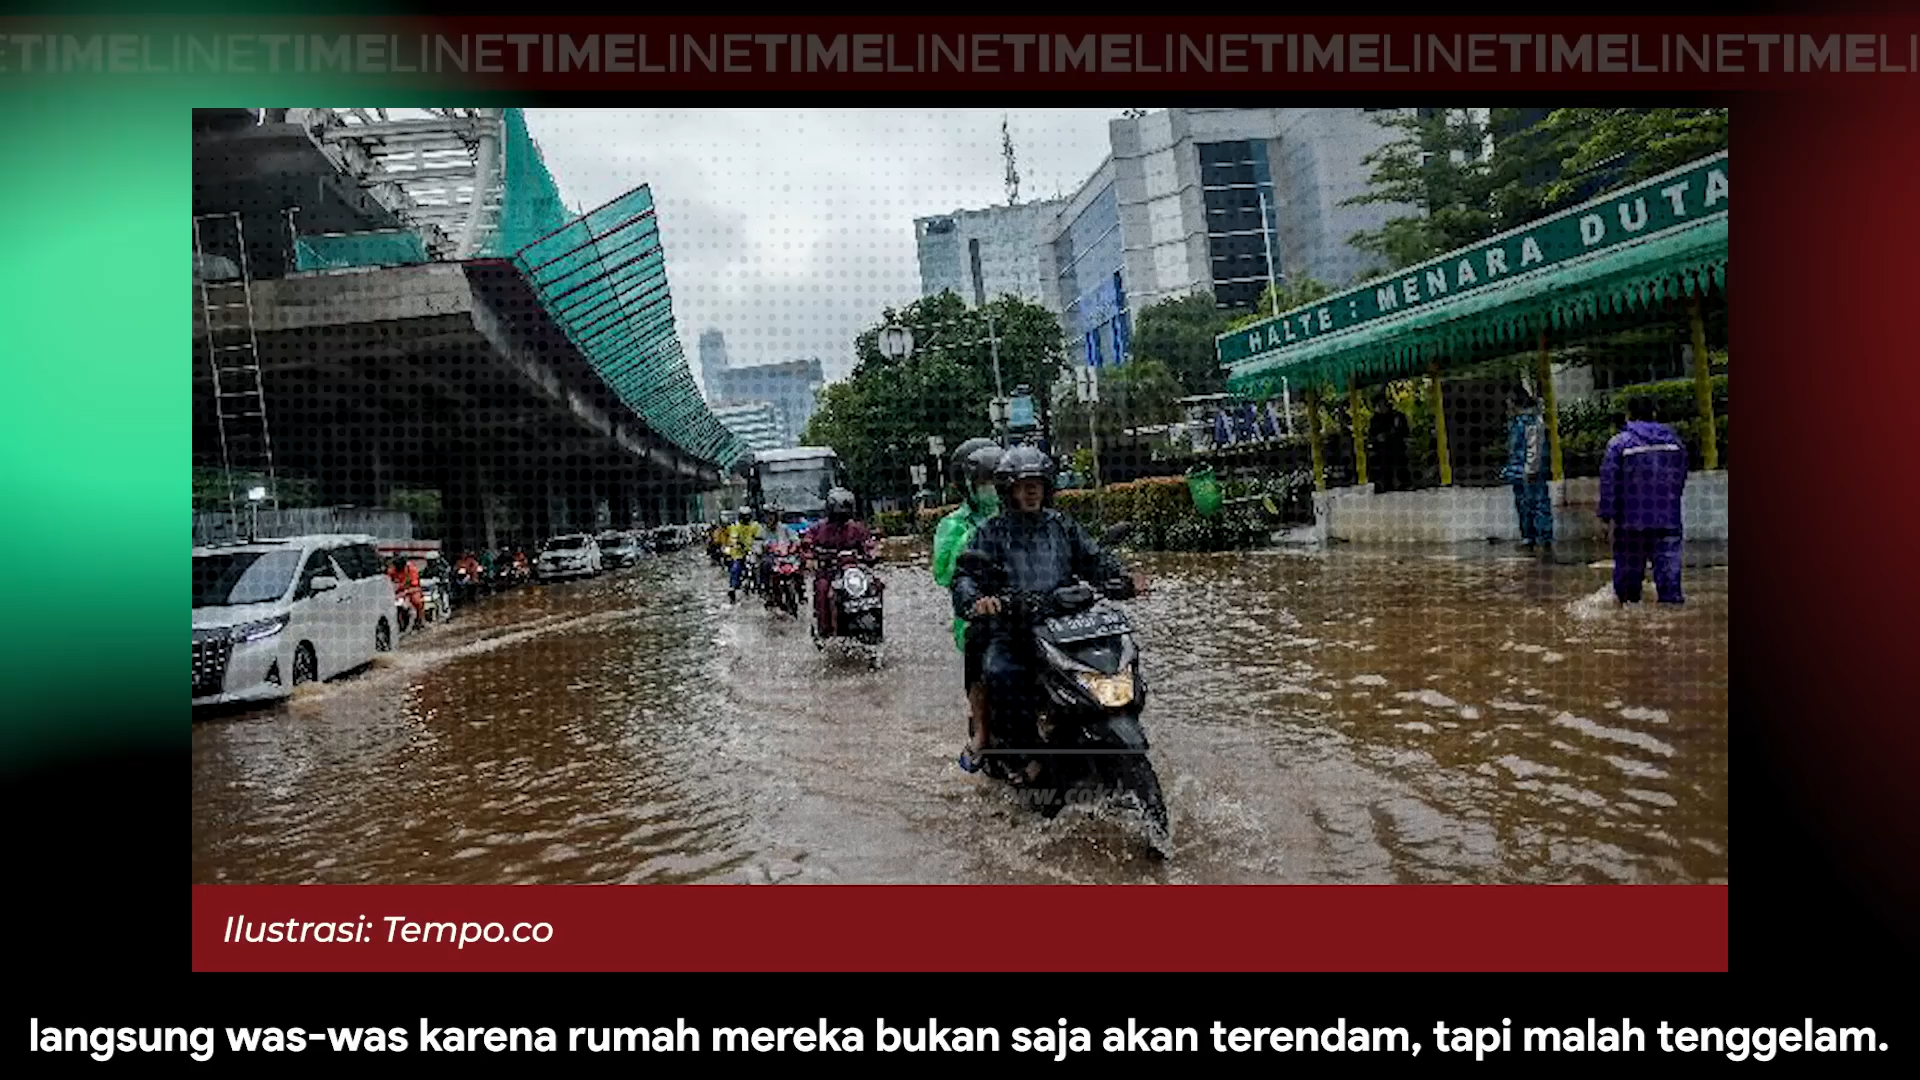 TIMELINETIMELINETIMELINETIMELINETIMELINETIMELINETIMELINETIMELI
HALTE : MENARA DUTA
Ilustrasi: Tempo.co
langsung was-was karena rumah mereka bukan saja akan terendam, tapi malah tenggelam.